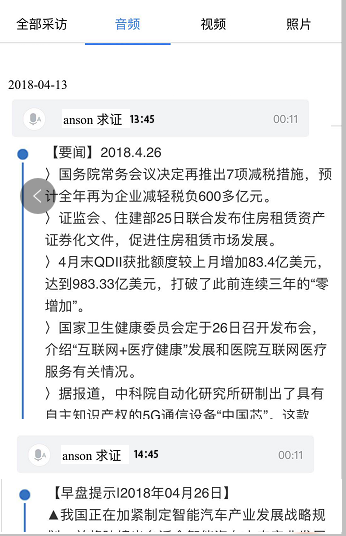 全部采访 音频 视频 照片
2018-04-13
anson 求证 13:45 00:11
【要闻】2018.4.26
〉国务院常务会议决定再推出7项减税措施，预
计全年再为企业减轻税负600多亿元。
〉证监会、住建部25日联合发布住房租赁资产
证券化文件，促进住房租赁市场发展。
〉4月末QDII获批额度较上月增加83.4亿美元，
达到983.33亿美元，打破了此前连续三年的“零
增加”。
〉国家卫生健康委员会定于26日召开发布会，
介绍“互联网+医疗健康”发展和医院互联网医疗
服务有关情况。
〉据报道，中科院自动化研究所研制出了具有
自主知识产权的5G通信设备“中国芯”。这款
anson 求证 14:45 00:11
【早盘提示|2018年04月26日】
▲我国正在加紧制定智能汽车产业发展战略规